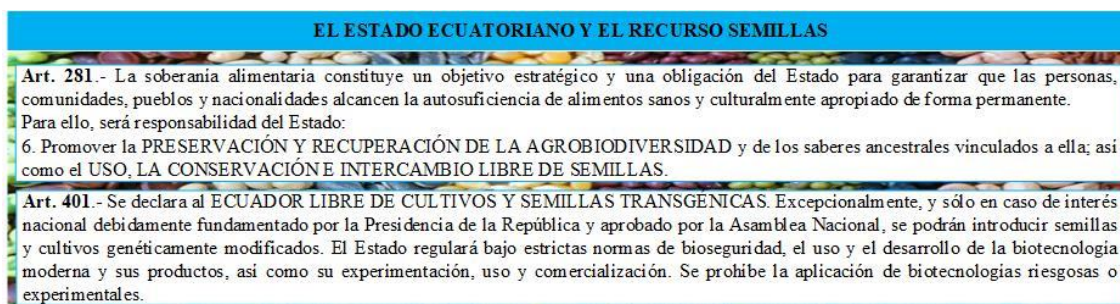 EL ESTADO ECUATORIANO Y EL RECURSO SEMILLAS
Art. 281.- La soberania alimentaria constituye un objetivo estratégico y una obligación del Estado para garantizar que las personas,
comunidades, pueblos y nacionalidades alcancen la autosuficiencia de alimentos sanos y culturalmente apropiado de forma permanente.
Para ello, será responsabilidad del Estado:
6. Promover la PRESERVACIÓN Y RECUPERACIÓN DE LA AGROBIODIVERSIDAD y de los saberes ancestrales vinculados a ella; asi
como el USO, LA CONSERVACIÓN E INTERCAMBIO LIBRE DE SEMILLAS.
Art. 401.- Se declara al ECUADOR LIBRE DE CULTIVOS Y SEMILLAS TRANSGÉNICAS. Excepcionalmente, y sólo en caso de interés
nacional debidamente fundamentado por la Presidencia de la República y aprobado por la Asamblea Nacional, se podrán introducir semillas
y cultivos genéticamente modificados. El Estado regulará bajo estrictas normas de bioseguridad, el uso y el desarrollo de la biotecnología
moderna y sus productos, asi como su experimentación, uso y comercialización. Se prohibe la aplicación de biotecnologias riesgosas o
experimentales.